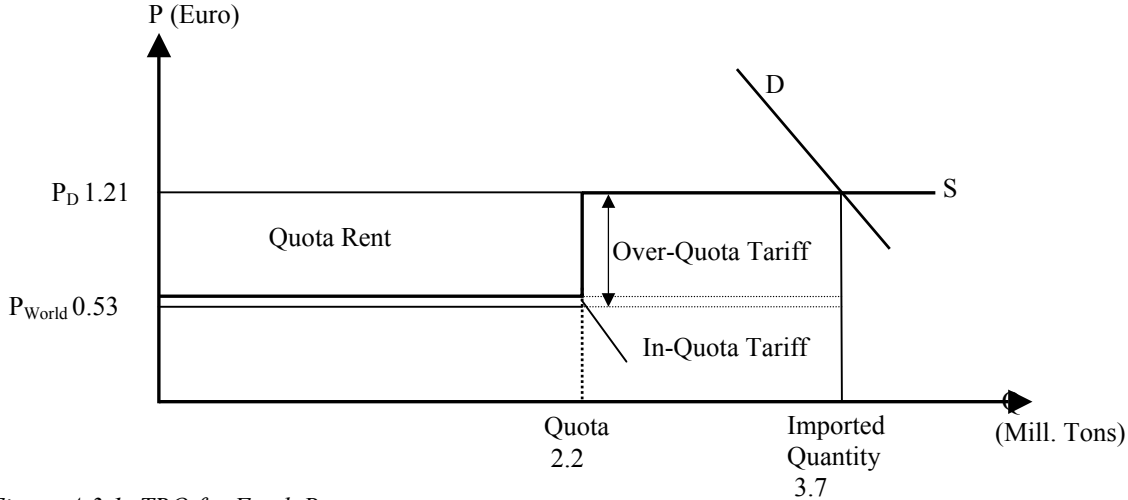 P (Euro)
D
P_D 1.21
S
Quota Rent
Over-Quota Tariff
P_World 0.53
In-Quota Tariff
Quota
2.2
Imported
Quantity
3.7
(Mill. Tons)